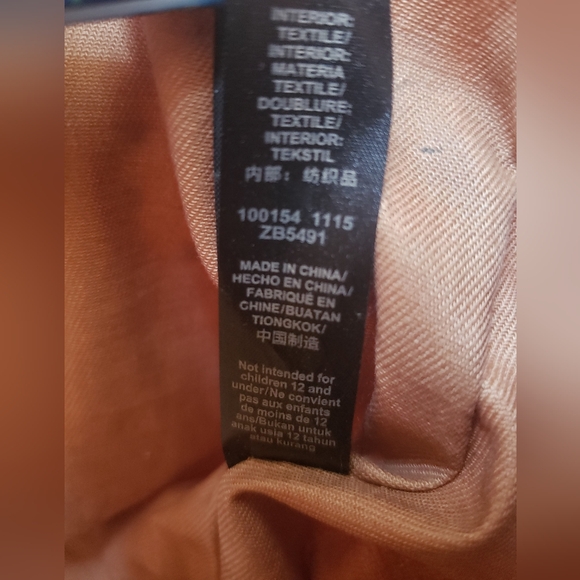 INTERIOR:
TEXTILE/
INTERIOR:
MATERIA
TEXTILE/
DOUBLURE:
TEXTILE/
INTERIOR:
TEKSTIL
内部：纺织品
100154 1115
ZB5491
MADE IN CHINA/
HECHO EN CHINA/
FABRIQUÉ EN
CHINE/BUATAN
TIONGKOK/
中国制造
Not intended for
children 12 and
under/Ne convient
pas aux enfants
de moins de 12
ans/Bukan untuk
anak usia 12 tahun
atau kurang